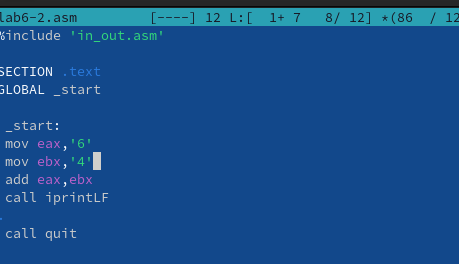 lab6-2.asm [----] 12 L:[ 1+ 7 8/ 12] *(86 / 12
%include 'in_out.asm'
SECTION .text
GLOBAL _start
_start:
mov eax,'6'
mov ebx,'4'
add eax,ebx
call iprintLF
.
call quit